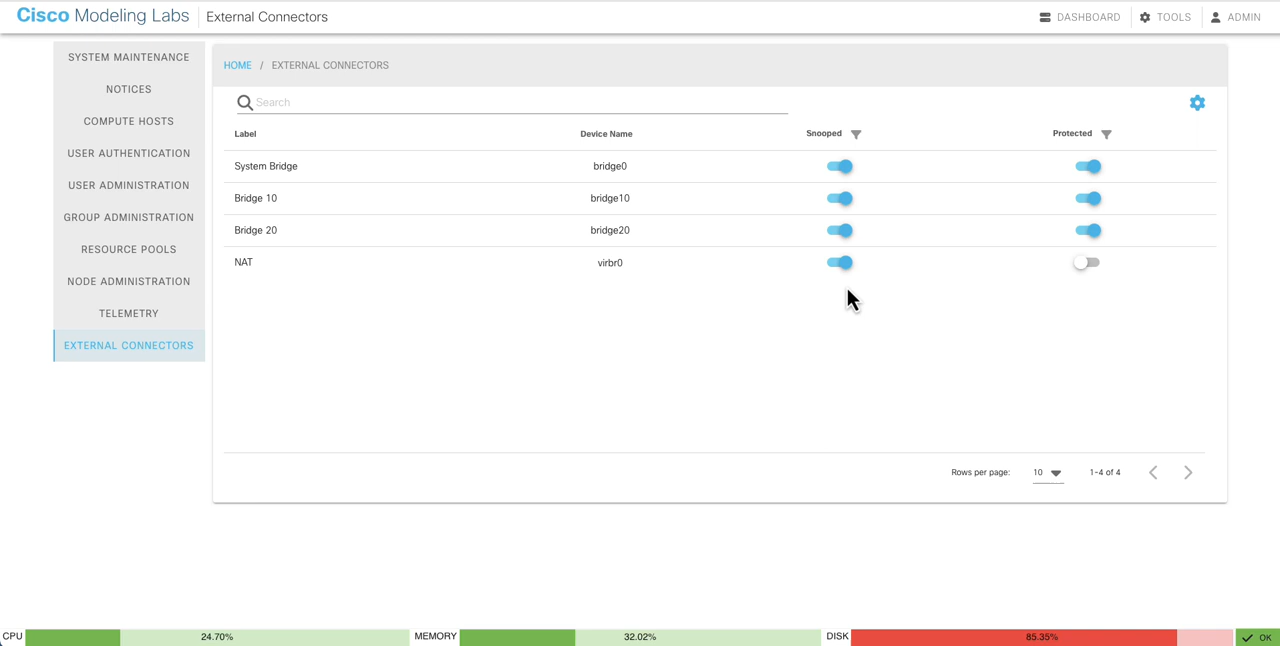 Cisco Modeling Labs External Connectors DASHBOARD TOOLS ADMIN
SYSTEM MAINTENANCE
NOTICES
COMPUTE HOSTS
USER AUTHENTICATION
USER ADMINISTRATION
GROUP ADMINISTRATION
RESOURCE POOLS
NODE ADMINISTRATION
TELEMETRY
EXTERNAL CONNECTORS
HOME / EXTERNAL CONNECTORS
Search
Label Device Name Snooped Protected
System Bridge bridge0
Bridge 10 bridge10
Bridge 20 bridge20
NAT virbr0
Rows per page: 10 1-4 of 4
CPU 24.70% MEMORY 32.02% DISK 85.35% OK